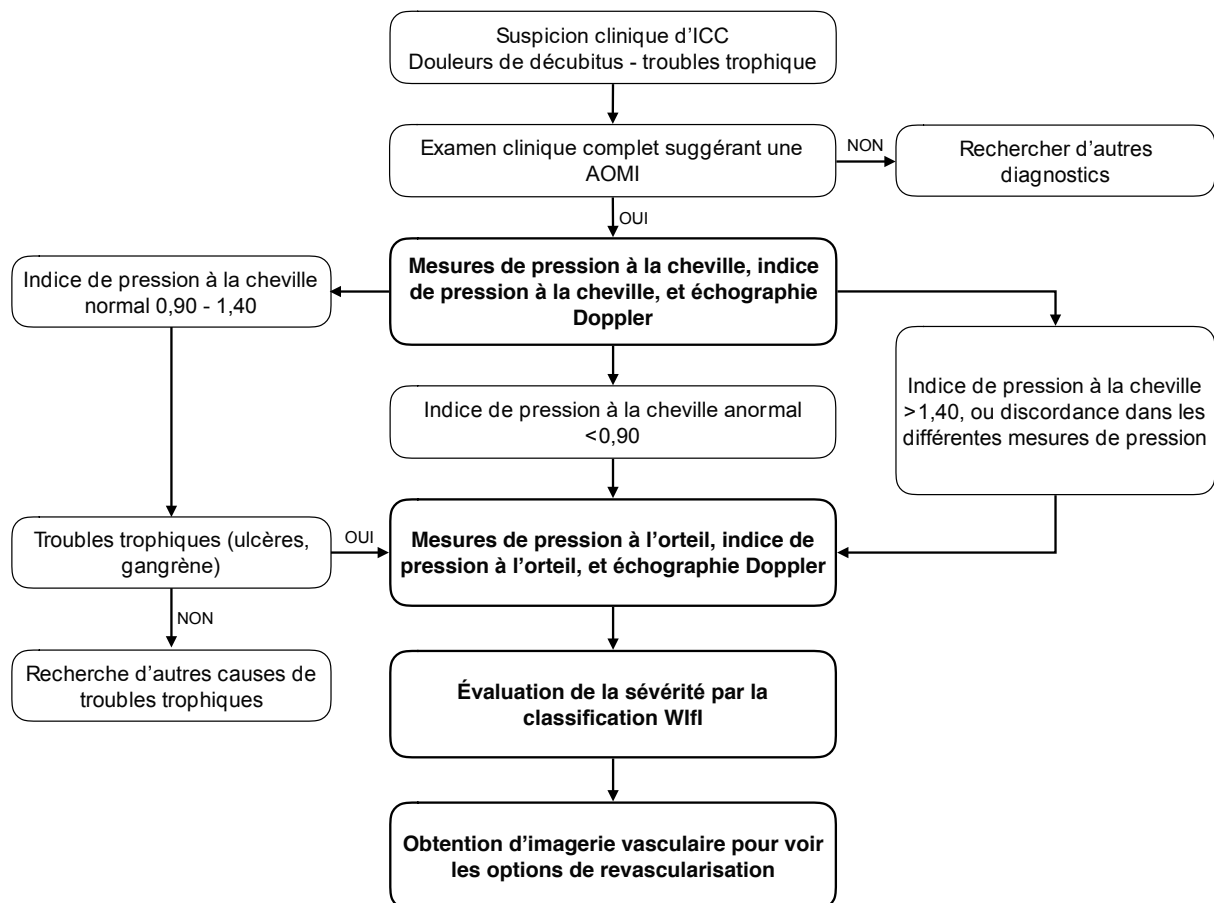 Suspicion clinique d'ICC
Douleurs de décubitus - troubles trophique
Examen clinique complet suggérant une
AOMI
NON
Rechercher d'autres
diagnostics
OUI
Mesures de pression à la cheville, indice
de pression à la cheville, et échographie
Doppler
Indice de pression à la cheville
normal 0,90 - 1,40
Indice de pression à la cheville anormal
<0,90
Indice de pression à la cheville
>1,40, ou discordance dans les
différentes mesures de pression
Troubles trophiques (ulcères,
gangrène)
OUI
Mesures de pression à l'orteil, indice de
pression à l'orteil, et échographie Doppler
NON
Recherche d'autres causes de
troubles trophiques
Évaluation de la sévérité par la
classification WIfI
Obtention d'imagerie vasculaire pour voir
les options de revascularisation